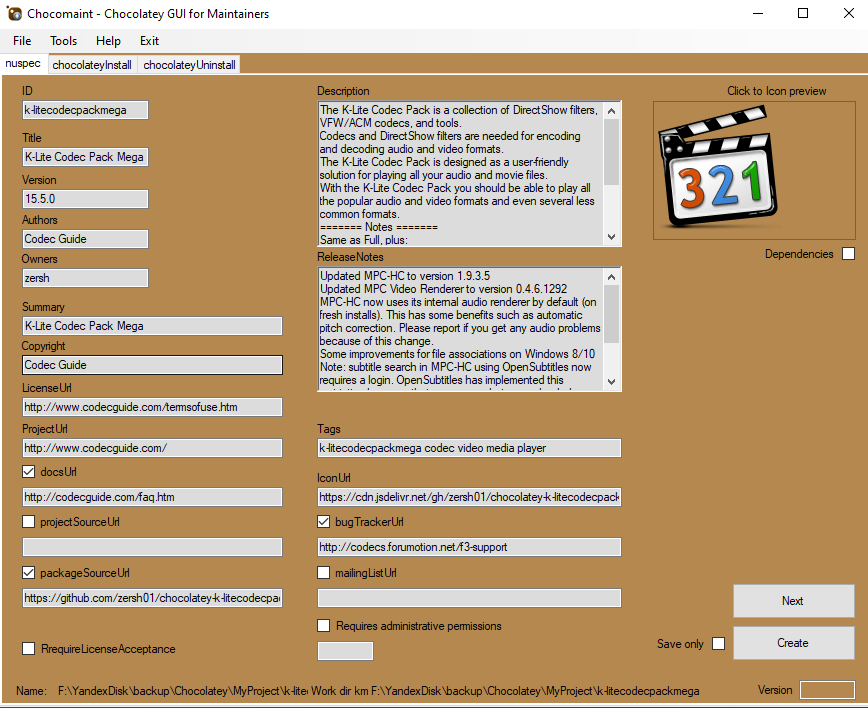 Chocomaint - Chocolatey GUI for Maintainers
File Tools Help Exit
nuspec chocolateyInstall chocolateyUninstall
ID
k-litecodecpackmega
Title
K-Lite Codec Pack Mega
Version
15.5.0
Authors
Codec Guide
Owners
zersh
Summary
K-Lite Codec Pack Mega
Copyright
Codec Guide
LicenseUrl
http://www.codecguide.com/termsofuse.htm
ProjectUrl
http://www.codecguide.com/
docsUrl
http://codecguide.com/faq.htm
projectSourceUrl
packageSourceUrl
https://github.com/zersh01/chocolatey-k-litecodecpa
RrequireLicenseAcceptance
Description
The K-Lite Codec Pack is a collection of DirectShow filters,
VFW/ACM codecs, and tools.
Codecs and DirectShow filters are needed for encoding
and decoding audio and video formats.
The K-Lite Codec Pack is designed as a user-friendly
solution for playing all your audio and movie files.
With the K-Lite Codec Pack you should be able to play all
the popular audio and video formats and even several less
common formats.
======= Notes =======
Same as Full, plus:
ReleaseNotes
Updated MPC-HC to version 1.9.3.5
Updated MPC Video Renderer to version 0.4.6.1292
MPC-HC now uses its internal audio renderer by default (on
fresh installs). This has some benefits such as automatic
pitch correction. Please report if you get any audio problems
because of this change.
Some improvements for file associations on Windows 8/10
Note: subtitle search in MPC-HC using OpenSubtitles now
requires a login. OpenSubtitles has implemented this
Tags
k-litecodecpackmega codec video media player
IconUrl
https://cdn.jsdelivr.net/gh/zersh01/chocolatey-k-litecodecpack
bugTrackerUrl
http://codecs.forumotion.net/f3-support
mailingListUrl
Requires administrative permissions
Click to Icon preview
321
Dependencies
Next
Save only
Create
Name: F:\YandexDisk\backup\Chocolatey\MyProject\k-lite Work dir km F:\YandexDisk\backup\Chocolatey\MyProject\k-litecodecpackmega
Version